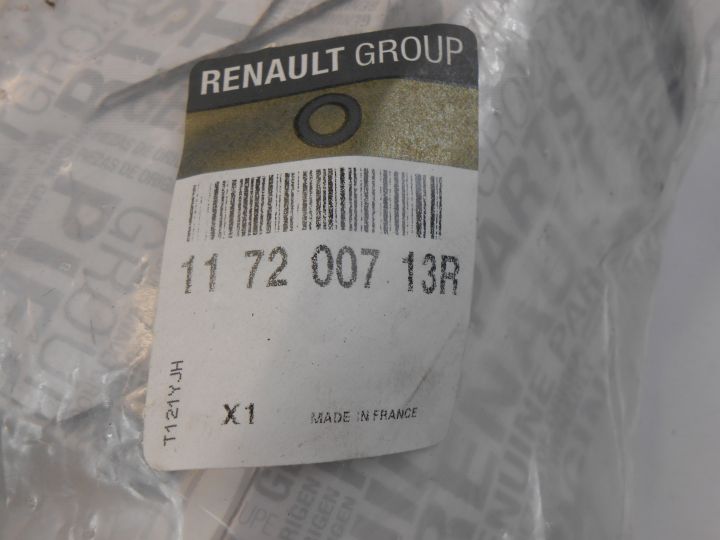 RENAULT GROUP
11 72 007 13R
T121YJH
X1 MADE IN FRANCE